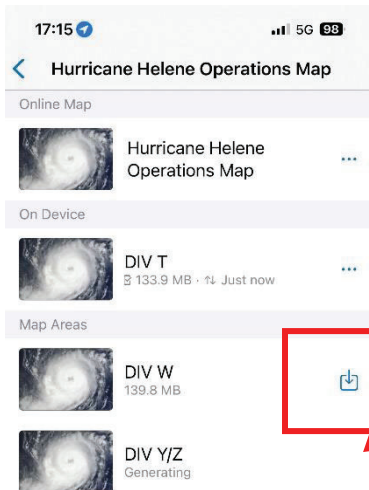 17:15 5G 98
Hurricane Helene Operations Map
Online Map
Hurricane Helene
Operations Map
On Device
DIV T
133.9 MB · Just now
Map Areas
DIV W
139.8 MB
DIV Y/Z
Generating